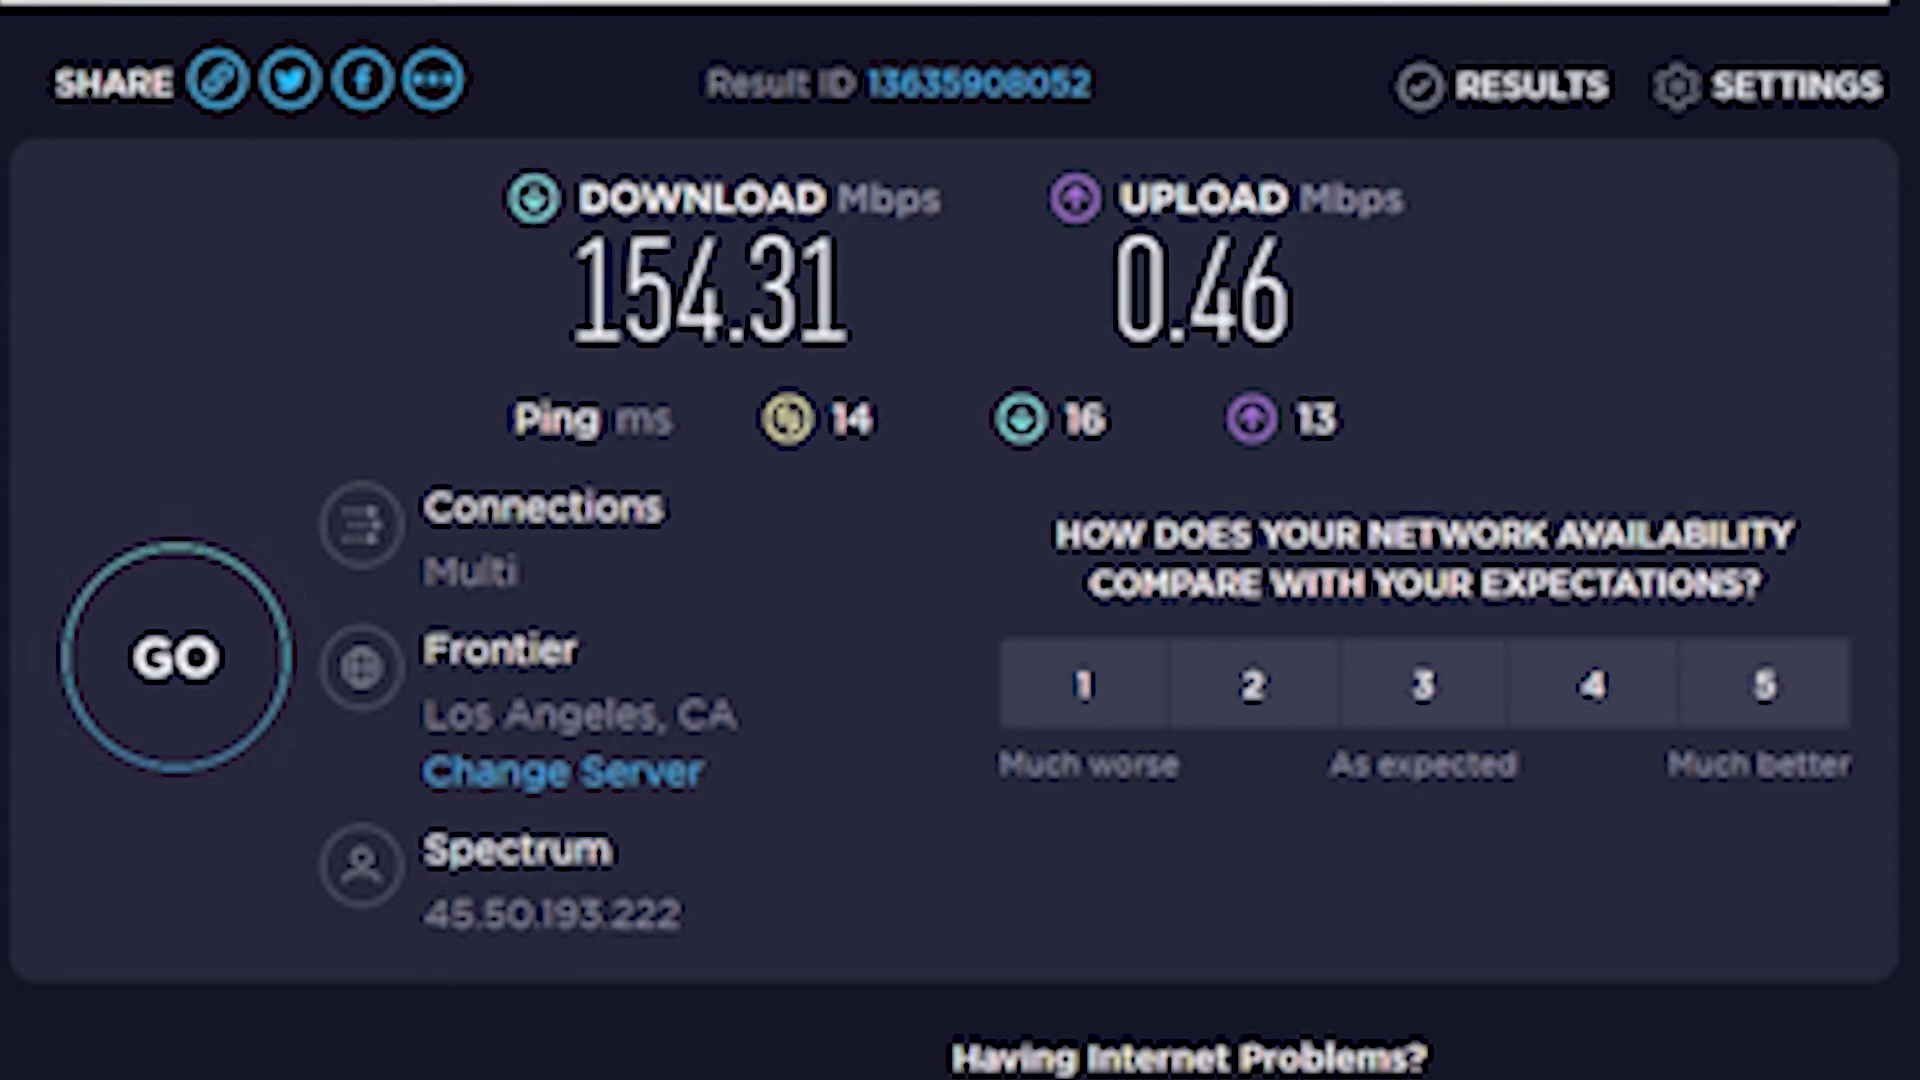 SHARE
Result ID 13635908052
RESULTS
SETTINGS
DOWNLOAD Mbps
154.31
UPLOAD Mbps
0.46
Ping ms 14 16 13
GO
Connections
Multi
Frontier
Los Angeles, CA
Change Server
Spectrum
45.50.193.222
HOW DOES YOUR NETWORK AVAILABILITY
COMPARE WITH YOUR EXPECTATIONS?
1 2 3 4 5
Much worse As expected Much better
Having Internet Problems?